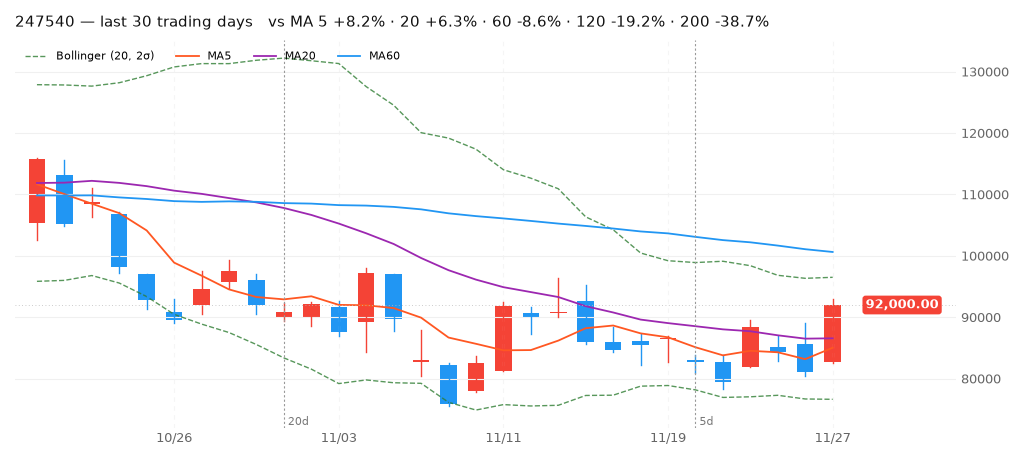 247540 — last 30 trading days   vs MA 5 +8.2% · 20 +6.3% · 60 -8.6% · 120 -19.2% · 200 -38.7%
Bollinger (20, 2σ)   MA5   MA20   MA60
130000
120000
110000
100000
92,000.00
90000
80000
20d   5d
10/26   11/03   11/11   11/19   11/27